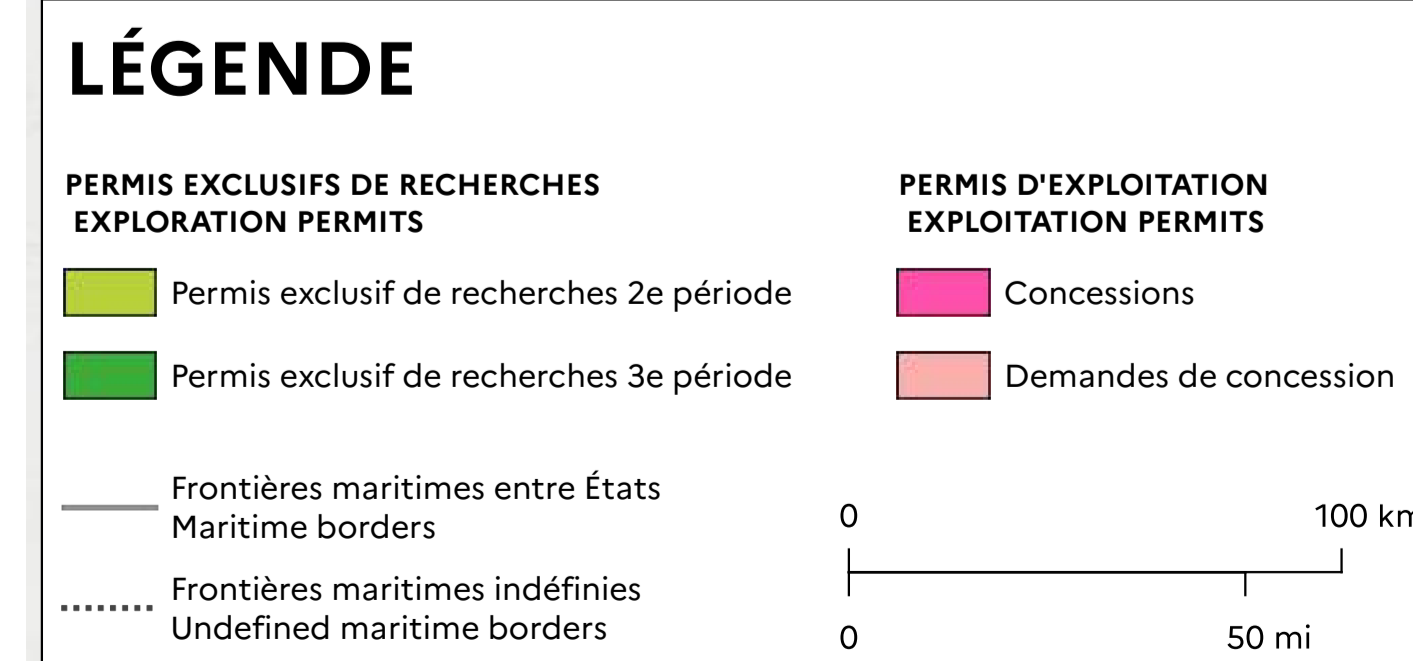 LÉGENDE
PERMIS EXCLUSIFS DE RECHERCHES
EXPLORATION PERMITS
Permis exclusif de recherches 2e période
Permis exclusif de recherches 3e période
PERMIS D'EXPLOITATION
EXPLOITATION PERMITS
Concessions
Demandes de concession
Frontières maritimes entre États
Maritime borders
Frontières maritimes indéfinies
Undefined maritime borders
0 100 km
0 50 mi